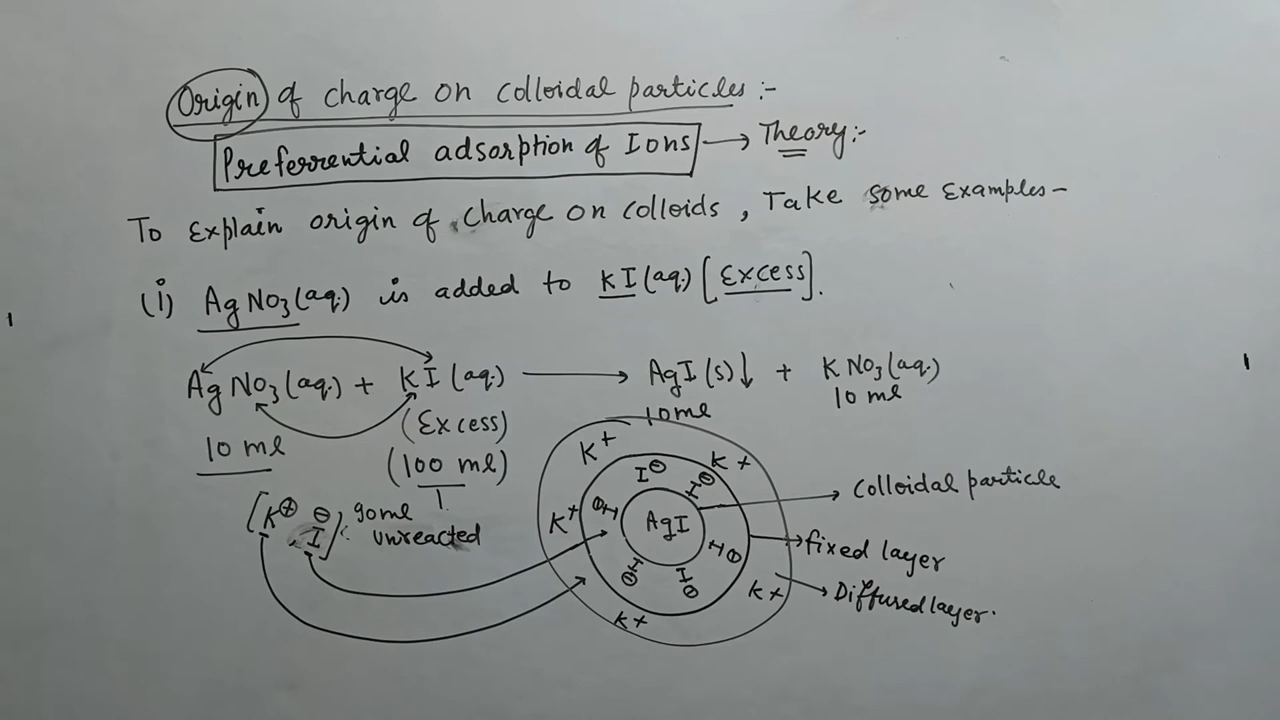 Origin of charge on colloidal particles :-
Preferrential adsorption of Ions → Theory:-
To Explain origin of charge on colloids , Take some Examples-
(i) AgNO3(aq.) is added to KI(aq) [Excess].
AgNO3(aq.) + KI(aq.) → AgI(s)↓ + KNO3(aq.)
10 ml (Excess) 10 ml 10 ml
(100 ml)
[K⊕, I⊖] 90 ml unreacted
K+ K+
I⊖ I⊖
K+ I⊖ AgI I⊖
I⊖ I⊖
K+ K+
Colloidal particle
fixed layer
Diffused layer.